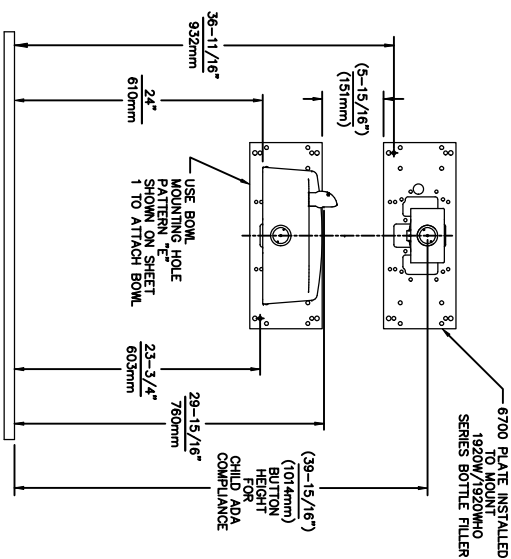 6700 PLATE INSTALLED
TO MOUNT
1920W/1920WHO
SERIES BOTTLE FILLER
36-11/16"
932mm
(5-15/16")
(151mm)
24"
610mm
USE BOWL
MOUNTING HOLE
PATTERN "E"
SHOWN ON SHEET
1 TO ATTACH BOWL
23-3/4"
603mm
29-15/16"
760mm
(39-15/16")
(1014mm)
BUTTON
HEIGHT
FOR
CHILD ADA
COMPLIANCE